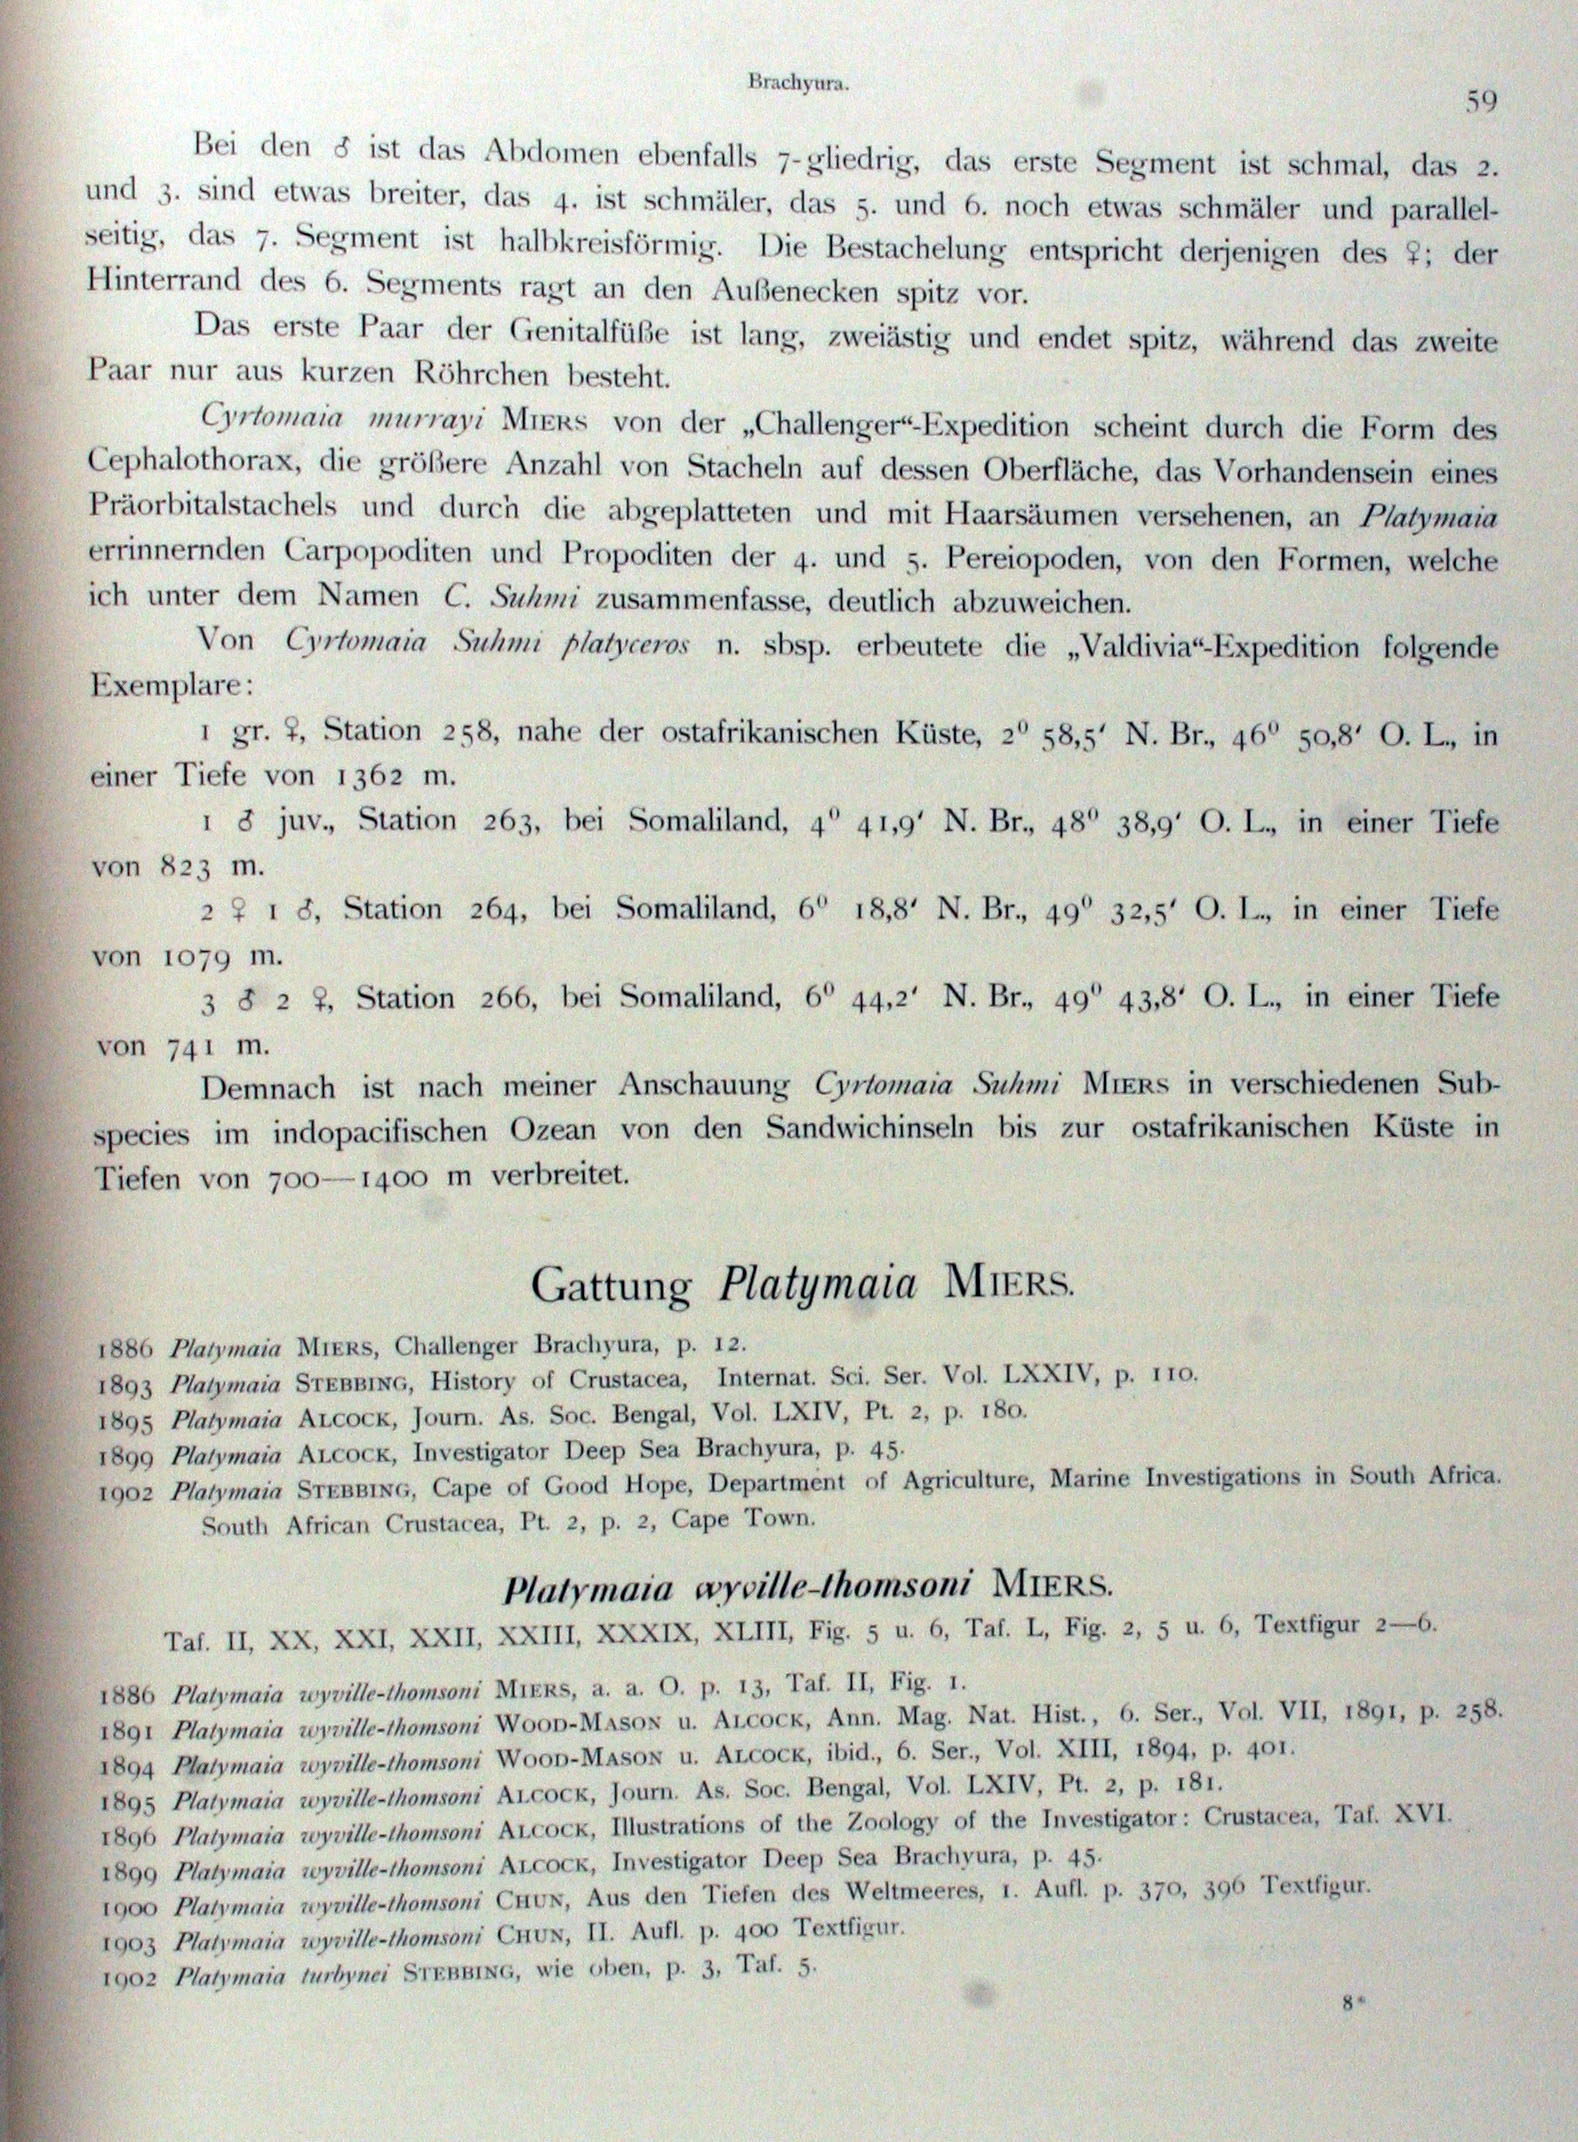 Brachyura.
59
Bei den ♂ ist das Abdomen ebenfalls 7-gliedrig, das erste Segment ist schmal, das 2.
und 3. sind etwas breiter, das 4. ist schmäler, das 5. und 6. noch etwas schmäler und parallel-
seitig, das 7. Segment ist halbkreisförmig. Die Bestachelung entspricht derjenigen des ♀; der
Hinterrand des 6. Segments ragt an den Außenecken spitz vor.
Das erste Paar der Genitalfüße ist lang, zweiästig und endet spitz, während das zweite
Paar nur aus kurzen Röhrchen besteht.
Cyrtomaia murrayi MIERS von der „Challenger“-Expedition scheint durch die Form des
Cephalothorax, die größere Anzahl von Stacheln auf dessen Oberfläche, das Vorhandensein eines
Präorbitalstachels und durch die abgeplatteten und mit Haarsäumen versehenen, an Platymaia
errinnernden Carpopoditen und Propoditen der 4. und 5. Pereiopoden, von den Formen, welche
ich unter dem Namen C. Suhmi zusammenfasse, deutlich abzuweichen.
Von Cyrtomaia Suhmi platyceros n. sbsp. erbeutete die „Valdivia“-Expedition folgende
Exemplare:
1 gr. ♀, Station 258, nahe der ostafrikanischen Küste, 2⁰ 58,5' N. Br., 46⁰ 50,8' O. L., in
einer Tiefe von 1362 m.
1 ♂ juv., Station 263, bei Somaliland, 4⁰ 41,9' N. Br., 48⁰ 38,9' O. L., in einer Tiefe
von 823 m.
2 ♀ 1 ♂, Station 264, bei Somaliland, 6⁰ 18,8' N. Br., 49⁰ 32,5' O. L., in einer Tiefe
von 1079 m.
3 ♂ 2 ♀, Station 266, bei Somaliland, 6⁰ 44,2' N. Br., 49⁰ 43,8' O. L., in einer Tiefe
von 741 m.
Demnach ist nach meiner Anschauung Cyrtomaia Suhmi MIERS in verschiedenen Sub-
species im indopacifischen Ozean von den Sandwichinseln bis zur ostafrikanischen Küste in
Tiefen von 700—1400 m verbreitet.
Gattung Platymaia MIERS.
1886 Platymaia MIERS, Challenger Brachyura, p. 12.
1893 Platymaia STEBBING, History of Crustacea, Internat. Sci. Ser. Vol. LXXIV, p. 110.
1895 Platymaia ALCOCK, Journ. As. Soc. Bengal, Vol. LXIV, Pt. 2, p. 180.
1899 Platymaia ALCOCK, Investigator Deep Sea Brachyura, p. 45.
1902 Platymaia STEBBING, Cape of Good Hope, Department of Agriculture, Marine Investigations in South Africa.
South African Crustacea, Pt. 2, p. 2, Cape Town.
Platymaia wyville-thomsoni MIERS.
Taf. II, XX, XXI, XXII, XXIII, XXXIX, XLIII, Fig. 5 u. 6, Taf. L, Fig. 2, 5 u. 6, Textfigur 2—6.
1886 Platymaia wyville-thomsoni MIERS, a. a. O. p. 13, Taf. II, Fig. 1.
1891 Platymaia wyville-thomsoni WOOD-MASON u. ALCOCK, Ann. Mag. Nat. Hist., 6. Ser., Vol. VII, 1891, p. 258.
1894 Platymaia wyville-thomsoni WOOD-MASON u. ALCOCK, ibid., 6. Ser., Vol. XIII, 1894, p. 401.
1895 Platymaia wyville-thomsoni ALCOCK, Journ. As. Soc. Bengal, Vol. LXIV, Pt. 2, p. 181.
1896 Platymaia wyville-thomsoni ALCOCK, Illustrations of the Zoology of the Investigator: Crustacea, Taf. XVI.
1899 Platymaia wyville-thomsoni ALCOCK, Investigator Deep Sea Brachyura, p. 45.
1900 Platymaia wyville-thomsoni CHUN, Aus den Tiefen des Weltmeeres, 1. Aufl. p. 370, 396 Textfigur.
1903 Platymaia wyville-thomsoni CHUN, II. Aufl. p. 400 Textfigur.
1902 Platymaia turbynei STEBBING, wie oben, p. 3, Taf. 5.
8*